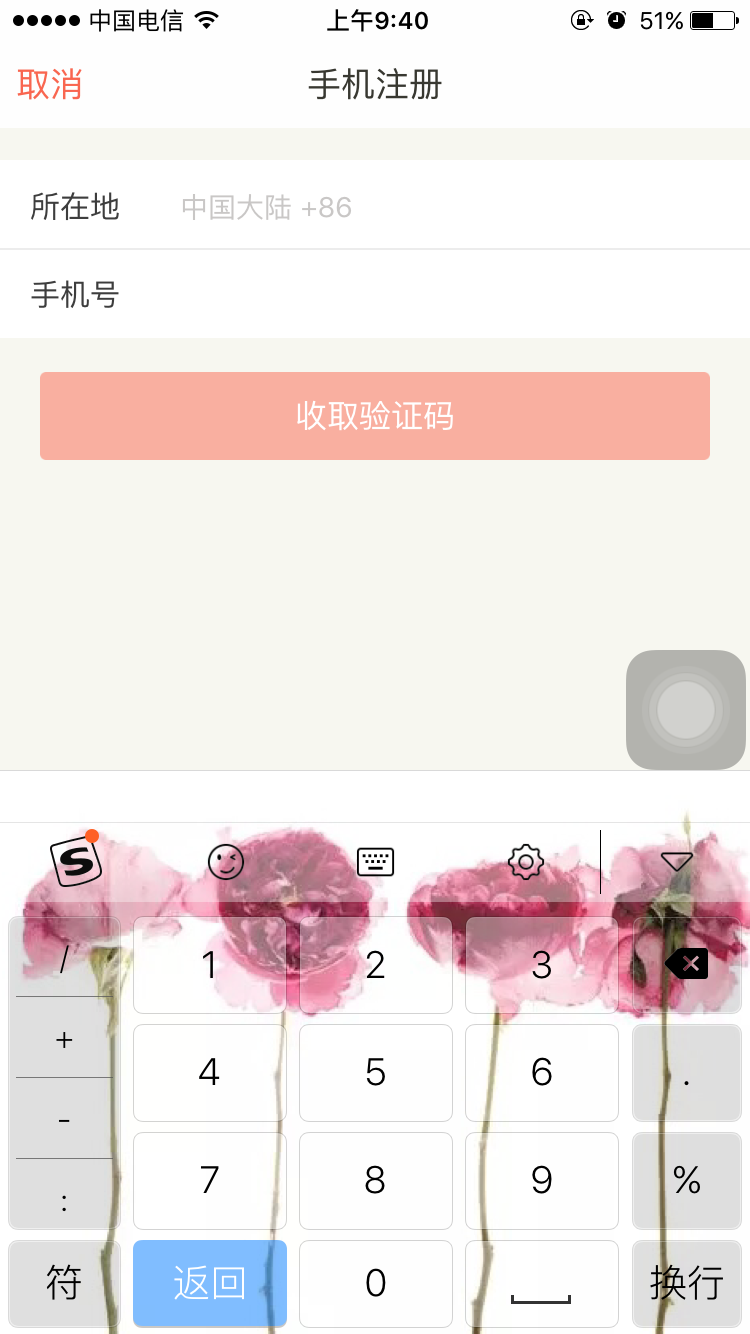 中国电信 上午9:40 51%
取消 手机注册
所在地 中国大陆 +86
手机号
收取验证码
S
/ 1 2 3
+ 4 5 6 .
- 7 8 9 %
:
符 返回 0 换行